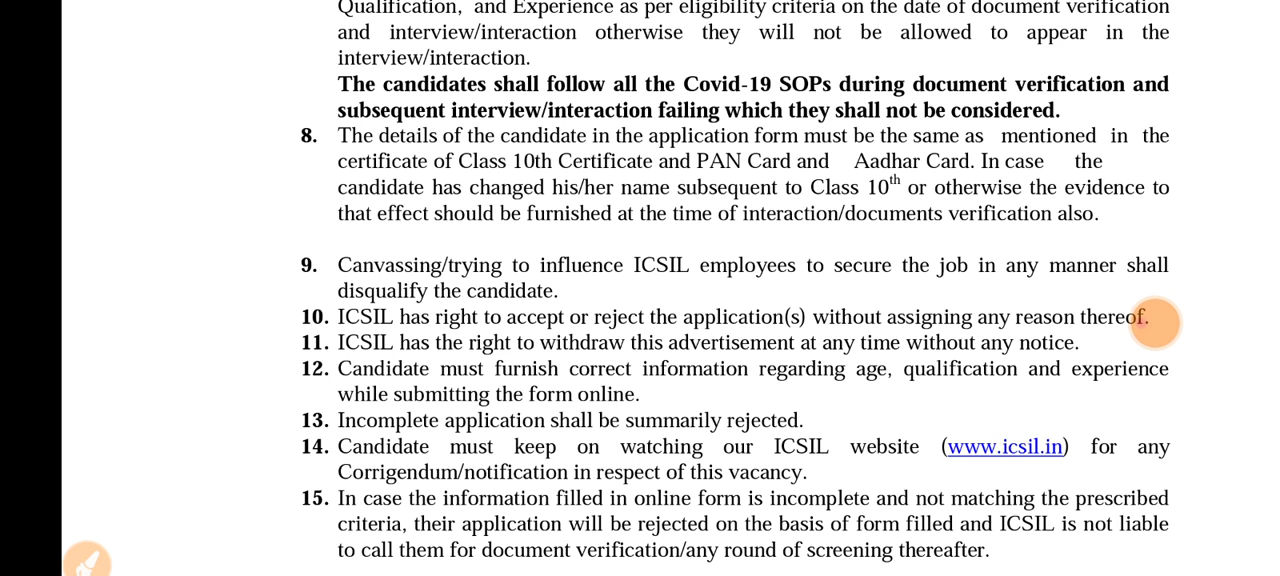 Qualification, and Experience as per eligibility criteria on the date of document verification
and interview/interaction otherwise they will not be allowed to appear in the
interview/interaction.
The candidates shall follow all the Covid-19 SOPs during document verification and
subsequent interview/interaction failing which they shall not be considered.
8. The details of the candidate in the application form must be the same as mentioned in the
certificate of Class 10th Certificate and PAN Card and Aadhar Card. In case the
candidate has changed his/her name subsequent to Class 10th or otherwise the evidence to
that effect should be furnished at the time of interaction/documents verification also.
9. Canvassing/trying to influence ICSIL employees to secure the job in any manner shall
disqualify the candidate.
10. ICSIL has right to accept or reject the application(s) without assigning any reason thereof.
11. ICSIL has the right to withdraw this advertisement at any time without any notice.
12. Candidate must furnish correct information regarding age, qualification and experience
while submitting the form online.
13. Incomplete application shall be summarily rejected.
14. Candidate must keep on watching our ICSIL website (www.icsil.in) for any
Corrigendum/notification in respect of this vacancy.
15. In case the information filled in online form is incomplete and not matching the prescribed
criteria, their application will be rejected on the basis of form filled and ICSIL is not liable
to call them for document verification/any round of screening thereafter.